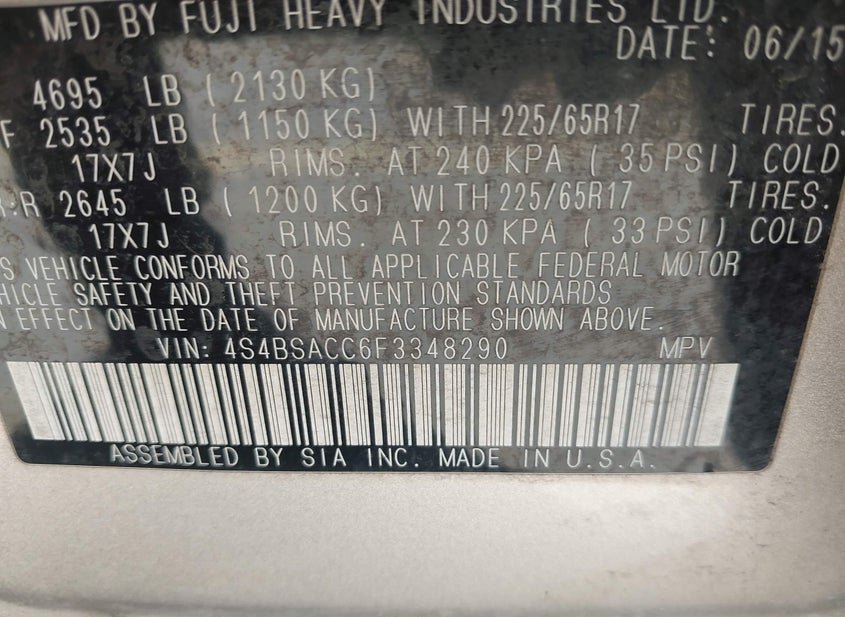 MFD BY FUJI HEAVY INDUSTRIES LTD.
DATE: 06/15
4695 LB ( 2130 KG)
F 2535 LB ( 1150 KG) WITH 225/65R17 TIRES.
17X7J RIMS. AT 240 KPA ( 35 PSI) COLD
R 2645 LB ( 1200 KG) WITH 225/65R17 TIRES.
17X7J RIMS. AT 230 KPA ( 33 PSI) COLD
S VEHICLE CONFORMS TO ALL APPLICABLE FEDERAL MOTOR
HICLE SAFETY AND THEFT PREVENTION STANDARDS
N EFFECT ON THE DATE OF MANUFACTURE SHOWN ABOVE.
VIN: 4S4BSACC6F3348290 MPV
ASSEMBLED BY SIA INC. MADE IN U.S.A.